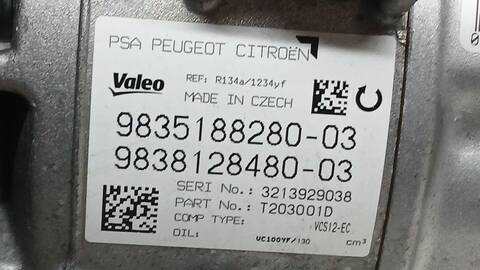 PSA PEUGEOT CITROËN
Valeo
REF: R134a/1234yf
MADE IN CZECH
9835188280-03
9838128480-03
SERI No.: 3213929038
PART No.: T203001D
COMP TYPE: VCS12-EC
OIL: VC100YF/130 cm³